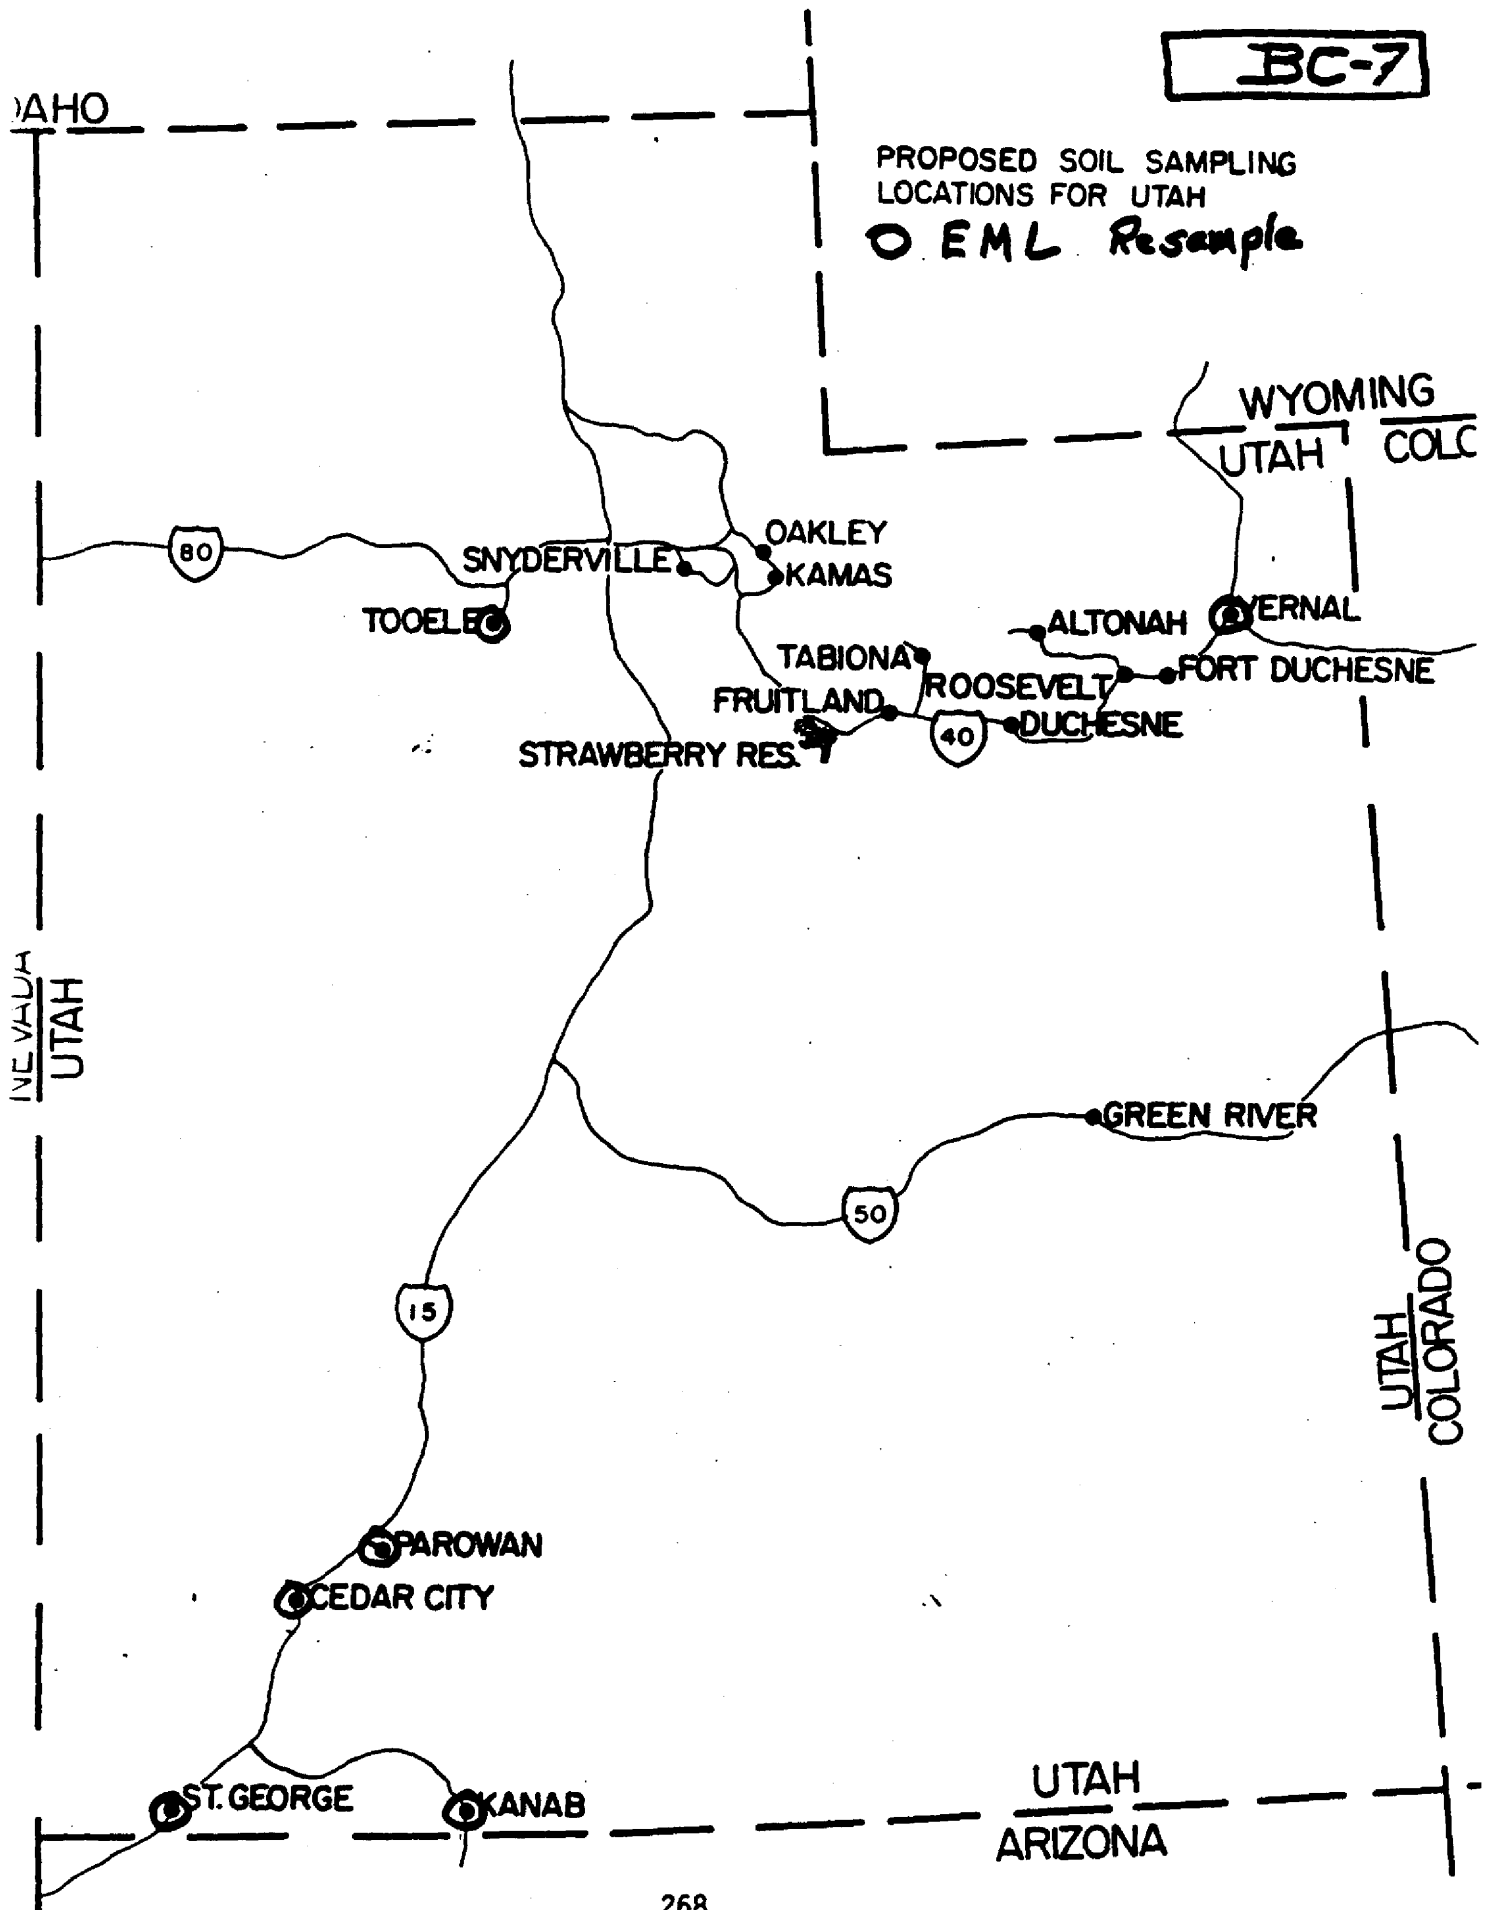 BC-7
AHO
PROPOSED SOIL SAMPLING
LOCATIONS FOR UTAH
O EML Resample
WYOMING
UTAH
COLO
80
OAKLEY
SNYDERVILLE
KAMAS
TOOELE
ALTONAH
VERNAL
TABIONA
ROOSEVELT
FORT DUCHESNE
FRUITLAND
DUCHESNE
40
STRAWBERRY RES.
NEVADA
UTAH
GREEN RIVER
50
15
UTAH
COLORADO
PAROWAN
CEDAR CITY
ST. GEORGE
KANAB
UTAH
ARIZONA
268